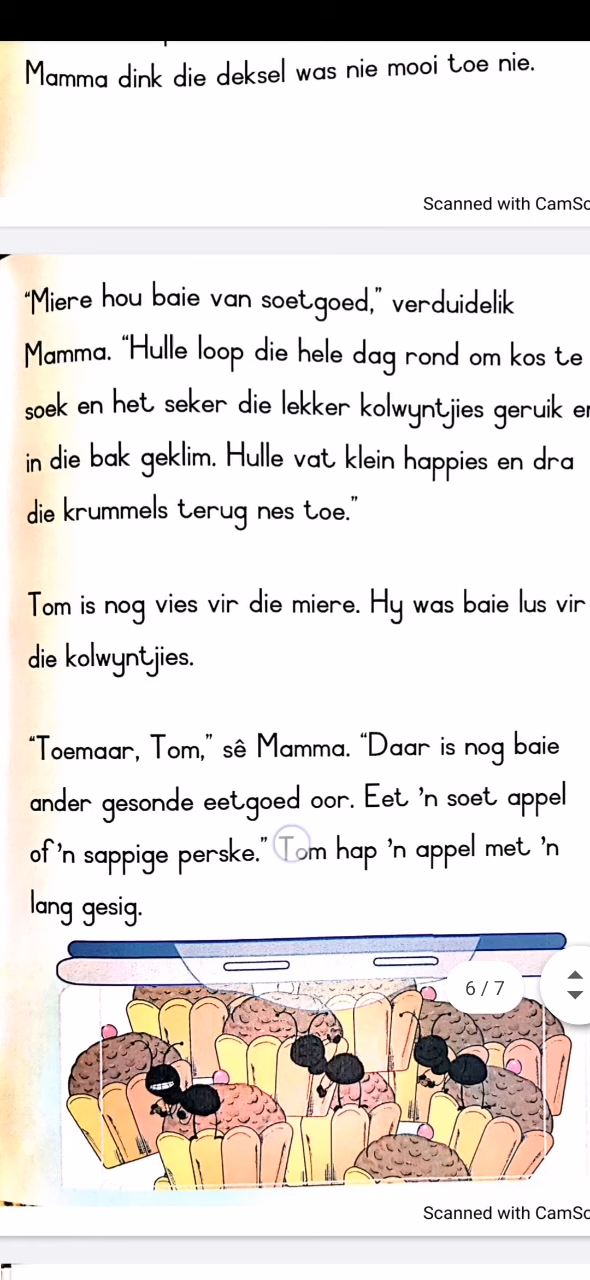 Mamma dink die deksel was nie mooi toe nie.
Scanned with CamSc
“Miere hou baie van soetgoed,” verduidelik
Mamma. “Hulle loop die hele dag rond om kos te
soek en het seker die lekker kolwyntjies geruik en
in die bak geklim. Hulle vat klein happies en dra
die krummels terug nes toe.”
Tom is nog vies vir die miere. Hy was baie lus vir
die kolwyntjies.
“Toemaar, Tom,” sê Mamma. “Daar is nog baie
ander gesonde eetgoed oor. Eet 'n soet appel
of 'n sappige perske.” Tom hap 'n appel met 'n
lang gesig.
6 / 7
Scanned with CamSc